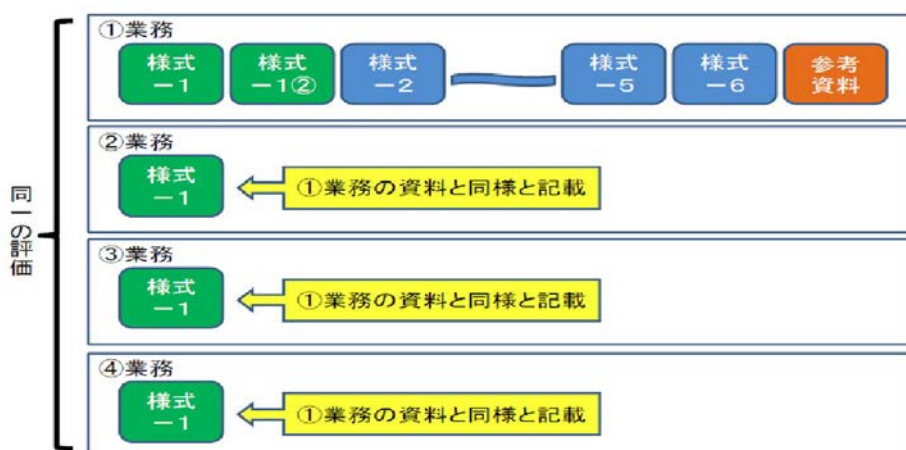 同一の評価
①業務
様式
－1
様式
－1②
様式
－2
様式
－5
様式
－6
参考
資料
②業務
様式
－1
①業務の資料と同様と記載
③業務
様式
－1
①業務の資料と同様と記載
④業務
様式
－1
①業務の資料と同様と記載